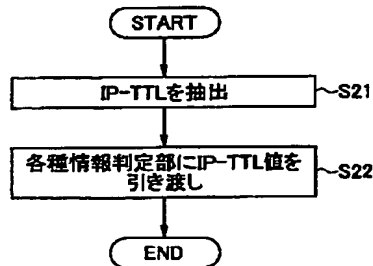 START
IP-TTLを抽出
~S21
各種情報判定部にIP-TTL値を
引き渡し
~S22
END